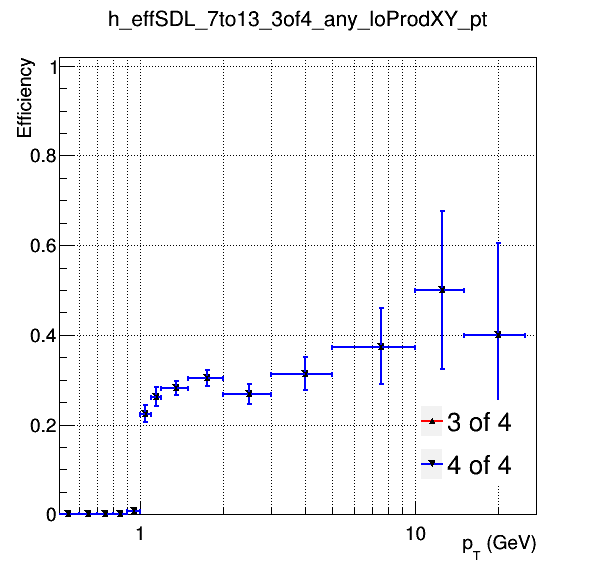 h_effSDL_7to13_3of4_any_loProdXY_pt
Efficiency
1
0.8
0.6
0.4
0.2
0
3 of 4
4 of 4
1
10
p_T (GeV)